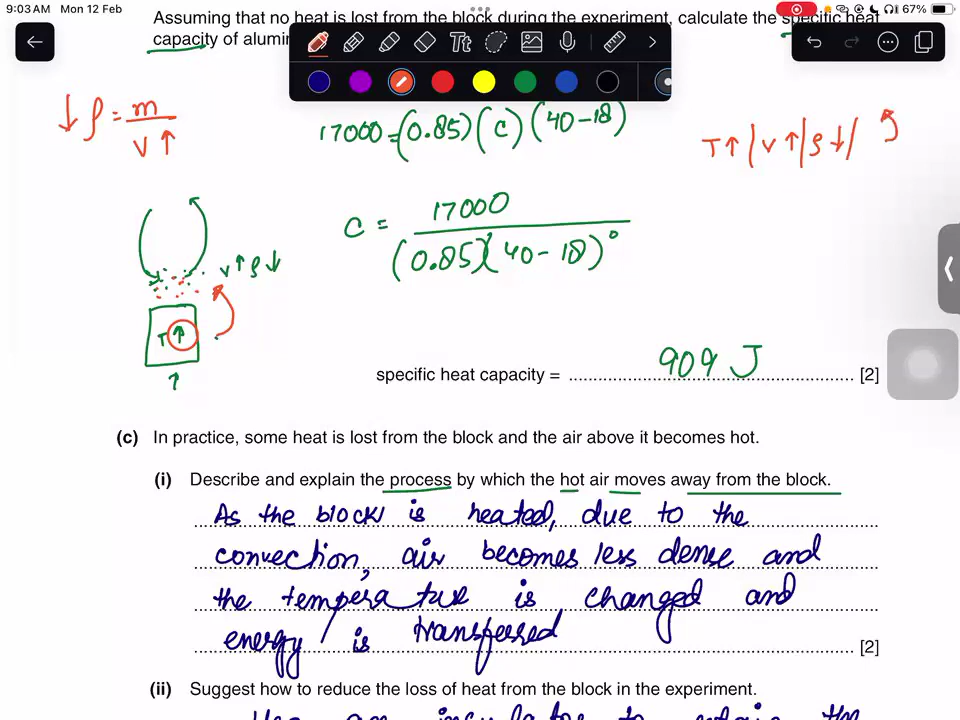 9:03 AM Mon 12 Feb
67%
Assuming that no heat is lost from the block during the experiment, calculate the specific heat
capacity of alumin
Tt
↓ ρ = m
V ↑
17000 = (0.85) (c) (40-18)
T↑ / V ↑ / ρ ↓ /
c = 17000
(0.85)(40-18)°
V ↑ ρ ↓
T ↑
↑
909 J
specific heat capacity = ................................................ [2]
(c) In practice, some heat is lost from the block and the air above it becomes hot.
(i) Describe and explain the process by which the hot air moves away from the block.
As the block is heated, due to the
convection, air becomes less dense and
the temperature is changed and
energy is transferred
[2]
(ii) Suggest how to reduce the loss of heat from the block in the experiment.
an insulator to
the